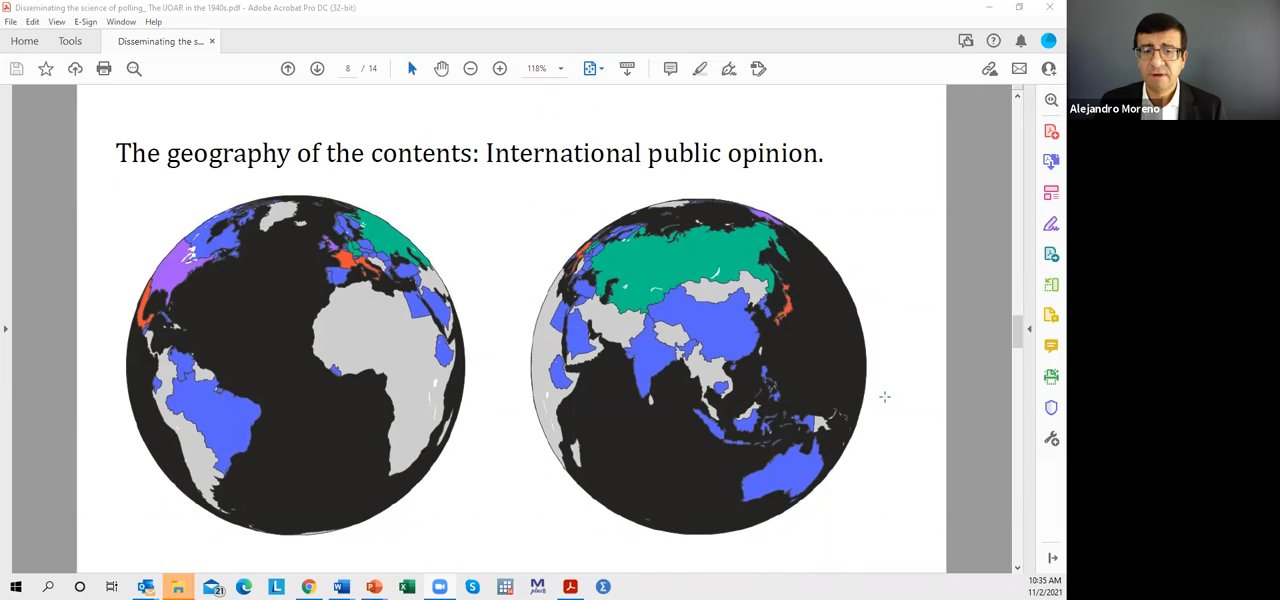 Disseminating the science of polling_ The IJOAR in the 1940s.pdf - Adobe Acrobat Pro DC (32-bit)
File Edit View E-Sign Window Help
Home Tools Disseminating the s... ×
8 / 14 118%
Alejandro Moreno
The geography of the contents: International public opinion.
21
10:35 AM
11/2/2021